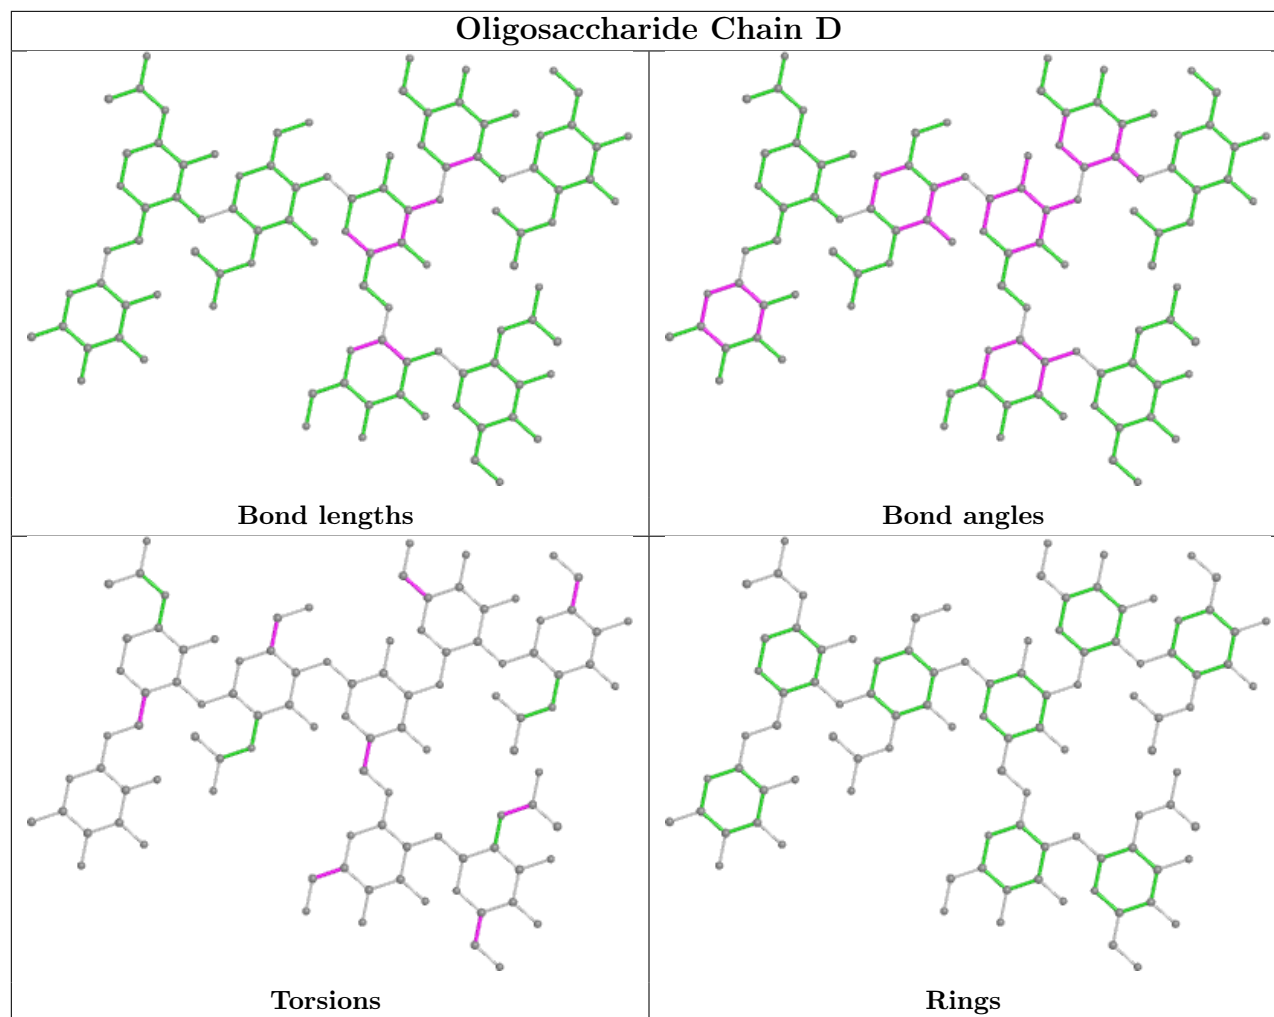 Oligosaccharide Chain D
Bond lengths
Bond angles
Torsions
Rings